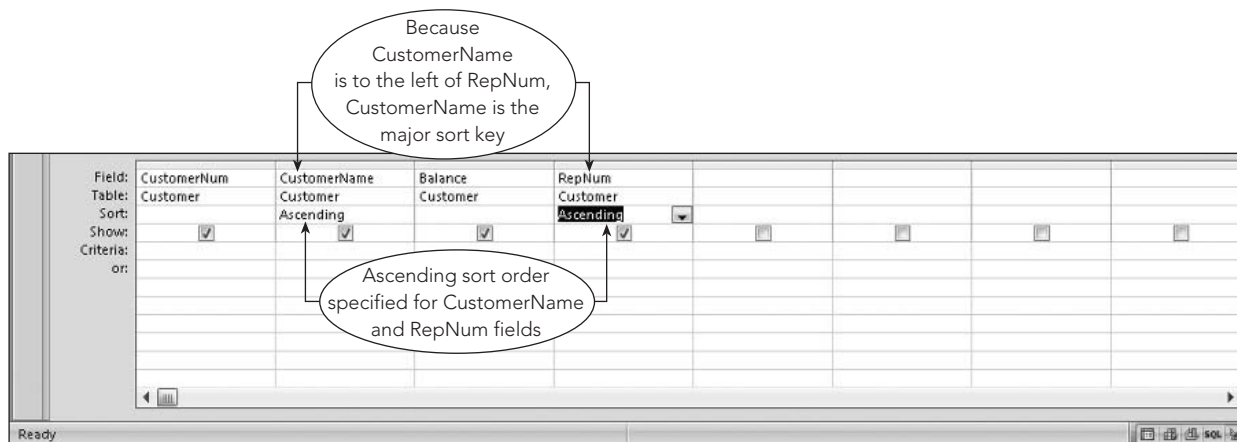 Because
CustomerName
is to the left of RepNum,
CustomerName is the
major sort key
Field: CustomerNum CustomerName Balance RepNum
Table: Customer Customer Customer Customer
Sort: Ascending Ascending
Show:
Criteria:
or:
Ascending sort order
specified for CustomerName
and RepNum fields
Ready SQL